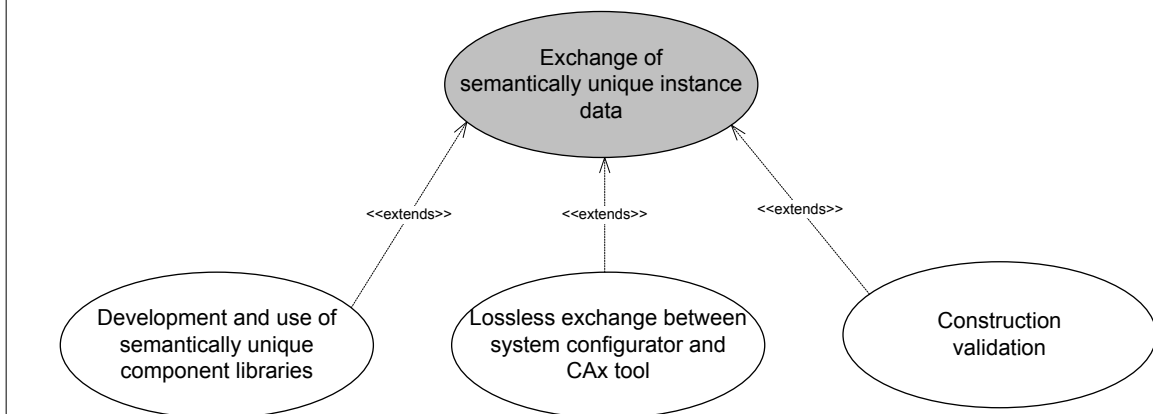 Exchange of
semantically unique instance
data
<<extends>>
<<extends>>
<<extends>>
Development and use of
semantically unique
component libraries
Lossless exchange between
system configurator and
CAx tool
Construction
validation